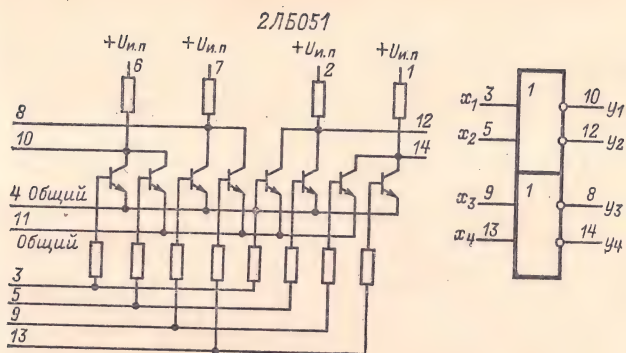 2ЛБ051
+Uи.п +Uи.п +Uи.п +Uи.п
6 7 2 1
8 12
10 14
4 Общий
11
Общий
3
5
9
13
1
x1 3 10 y1
x2 5 12 y2
1
x3 9 8 y3
x4 13 14 y4